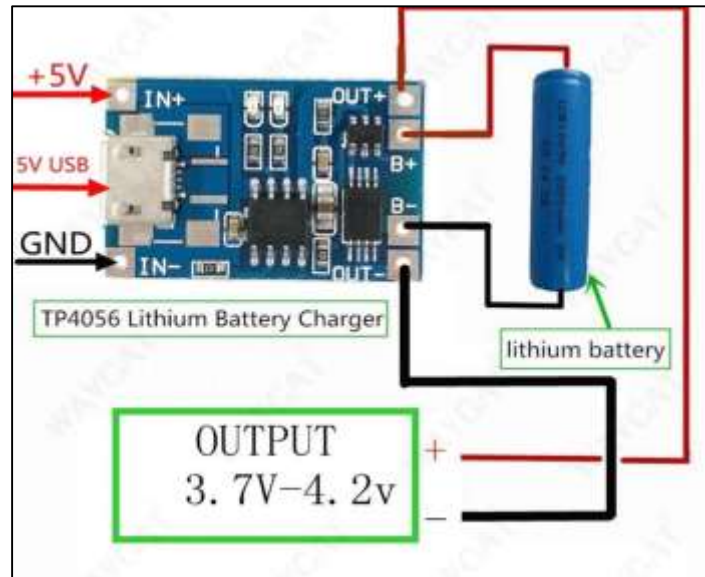 +5V
IN+
OUT+
B+
5V USB
B-
GND
IN-
OUT-
TP4056 Lithium Battery Charger
lithium battery
OUTPUT
3.7V-4.2v
+
−
WAYCAT